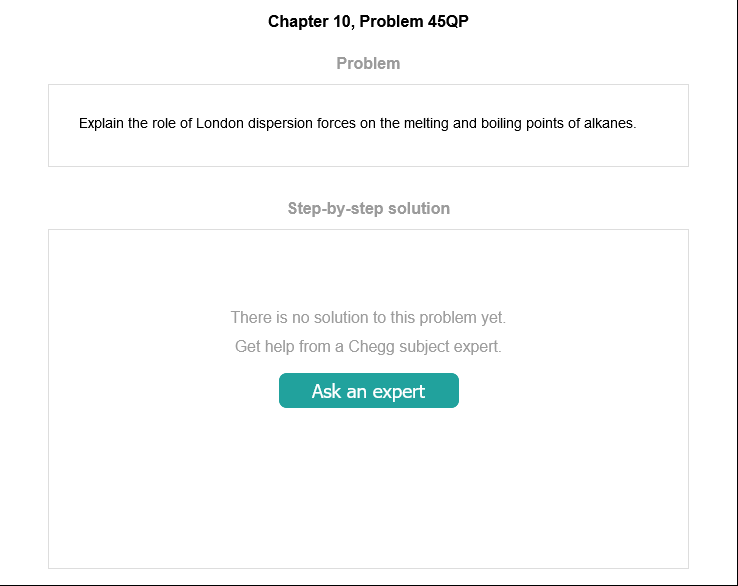 Chapter 10, Problem 45QP
Problem
Explain the role of London dispersion forces on the melting and boiling points of alkanes.
Step-by-step solution
There is no solution to this problem yet.
Get help from a Chegg subject expert.
Ask an expert